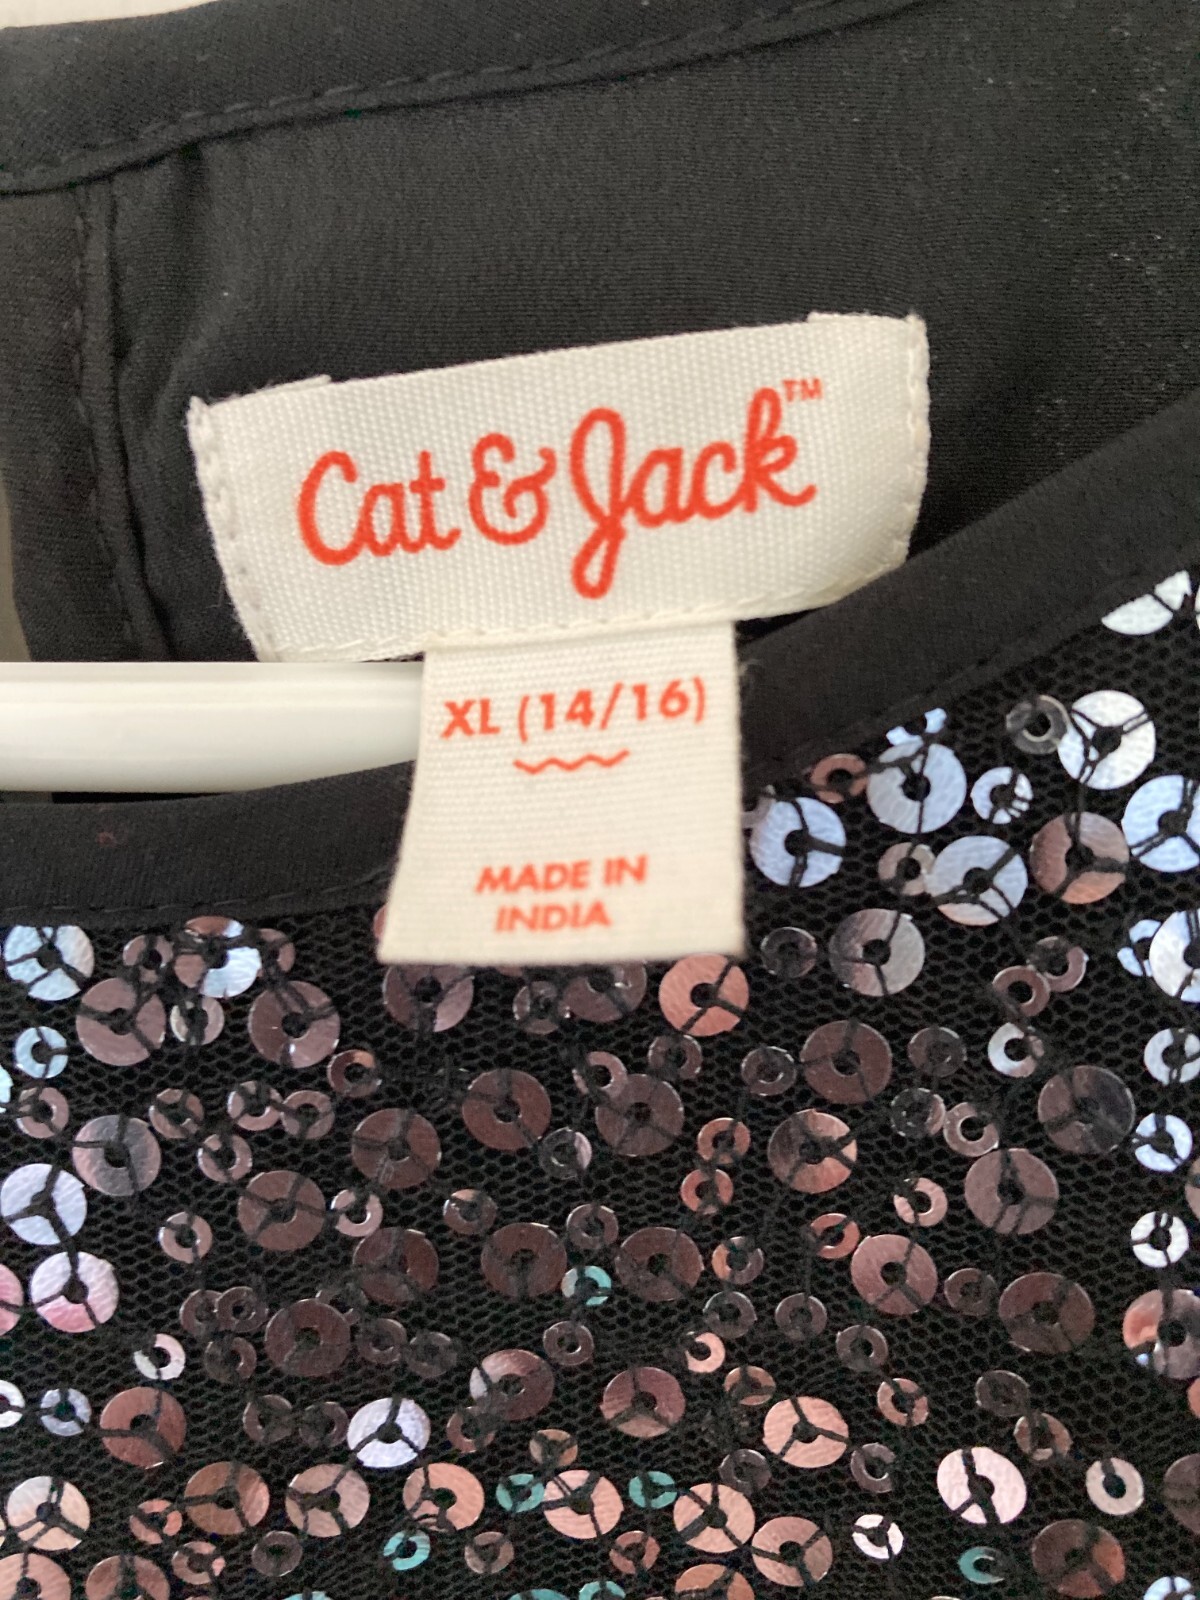 Cat & Jack™
XL (14/16)
MADE IN
INDIA